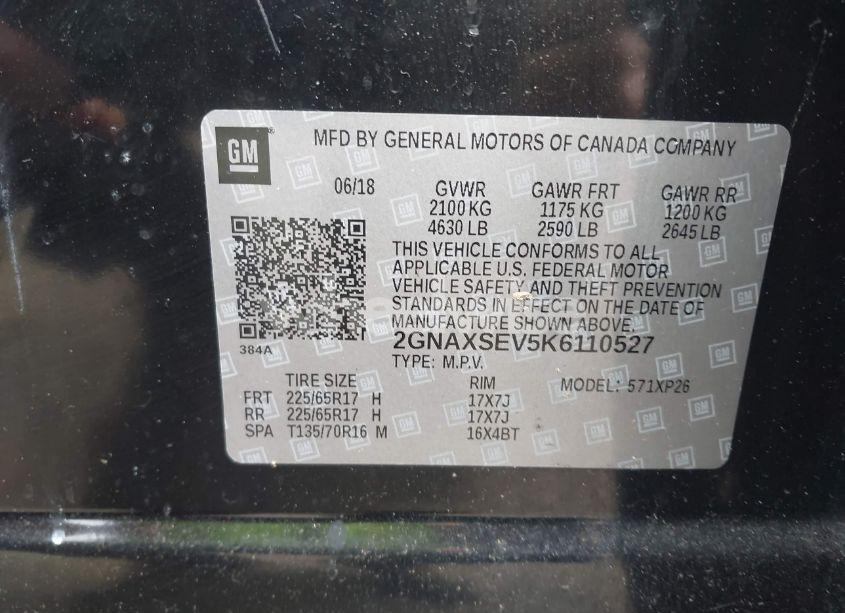 GM
MFD BY GENERAL MOTORS OF CANADA COMPANY
06/18 GVWR GAWR FRT GAWR RR
2100 KG 1175 KG 1200 KG
4630 LB 2590 LB 2645 LB
THIS VEHICLE CONFORMS TO ALL
APPLICABLE U.S. FEDERAL MOTOR
VEHICLE SAFETY AND THEFT PREVENTION
STANDARDS IN EFFECT ON THE DATE OF
MANUFACTURE SHOWN ABOVE.
384A
2GNAXSEV5K6110527
TYPE: M.P.V.
TIRE SIZE RIM MODEL: 571XP26
FRT 225/65R17 H 17X7J
RR 225/65R17 H 17X7J
SPA T135/70R16 M 16X4BT